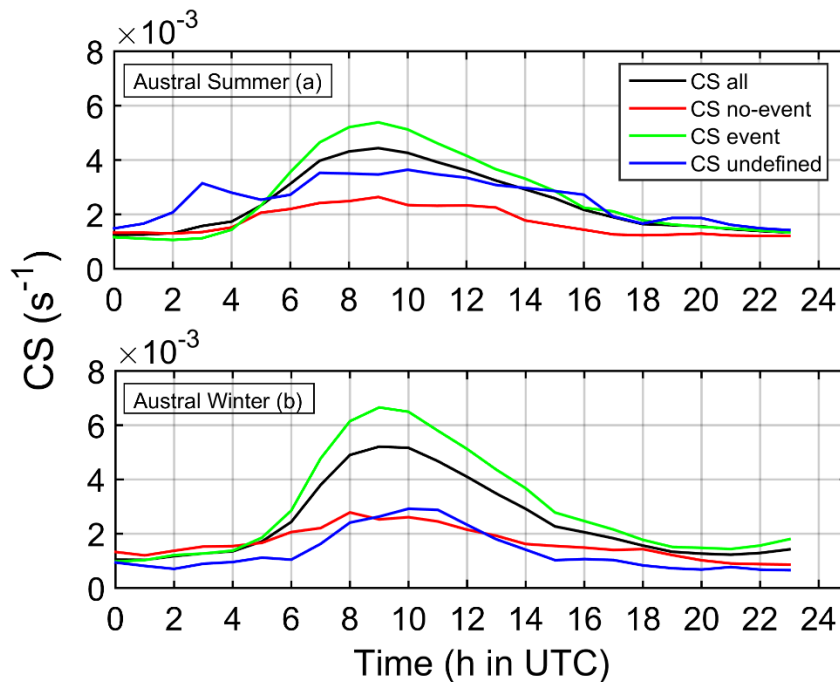 ×10⁻³
8
Austral Summer (a)
CS all
CS no-event
CS event
CS undefined
6
4
2
0
0 2 4 6 8 10 12 14 16 18 20 22 24
CS (s⁻¹)
×10⁻³
8
Austral Winter (b)
6
4
2
0
0 2 4 6 8 10 12 14 16 18 20 22 24
Time (h in UTC)